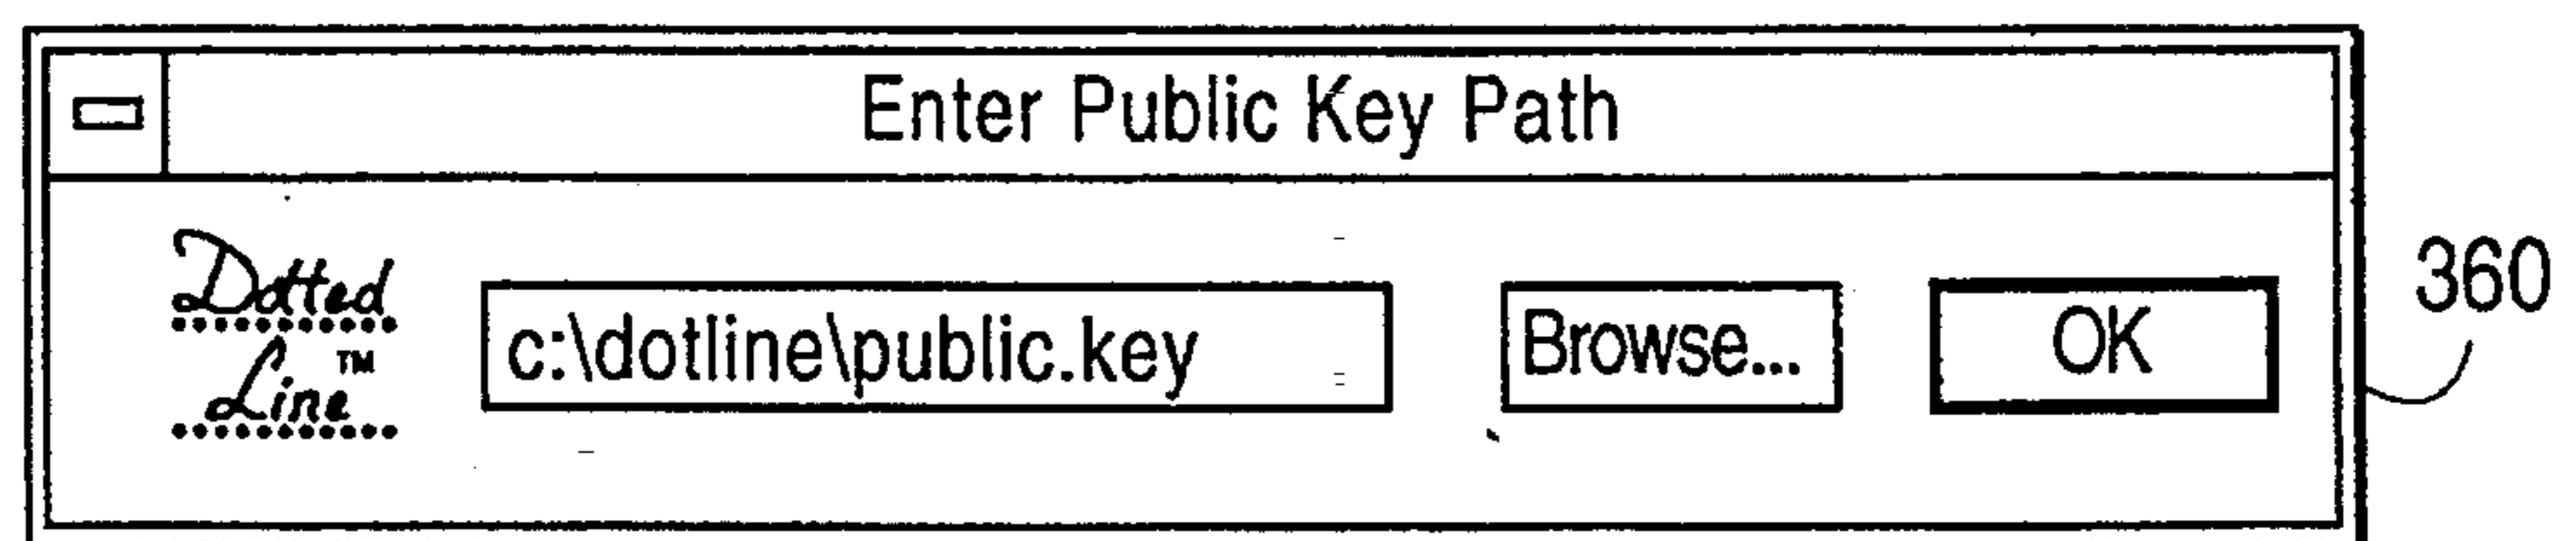 Enter Public Key Path
Dotted
Line™
c:\dotline\public.key
Browse...
OK
360